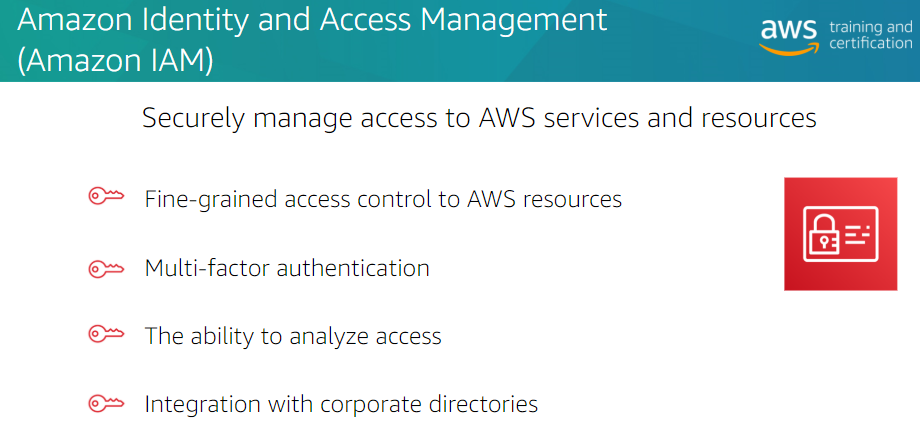 Amazon Identity and Access Management
(Amazon IAM)
aws training and
certification
Securely manage access to AWS services and resources
Fine-grained access control to AWS resources
Multi-factor authentication
The ability to analyze access
Integration with corporate directories